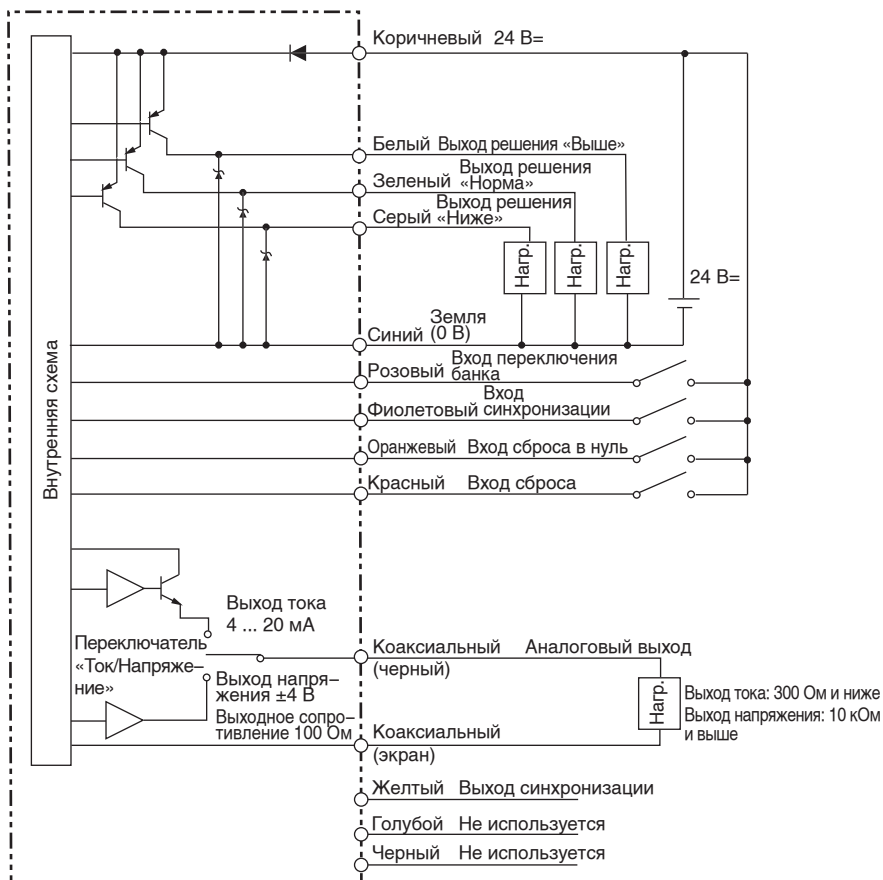 Коричневый 24 В=
Белый Выход решения «Выше»
Выход решения
Зеленый «Норма»
Выход решения
Серый «Ниже»
Нагр.
Нагр.
Нагр.
24 В=
Земля
Синий (0 В)
Вход переключения
Розовый банка
Вход
Фиолетовый синхронизации
Оранжевый Вход сброса в нуль
Красный Вход сброса
Внутренняя схема
Выход тока
4 ... 20 мА
Переключатель
«Ток/Напряже–
ние»
Выход напря–
жения ±4 В
Выходное сопро–
тивление 100 Ом
Коаксиальный Аналоговый выход
(черный)
Нагр.
Выход тока: 300 Ом и ниже
Выход напряжения: 10 кОм
и выше
Коаксиальный
(экран)
Желтый Выход синхронизации
Голубой Не используется
Черный Не используется